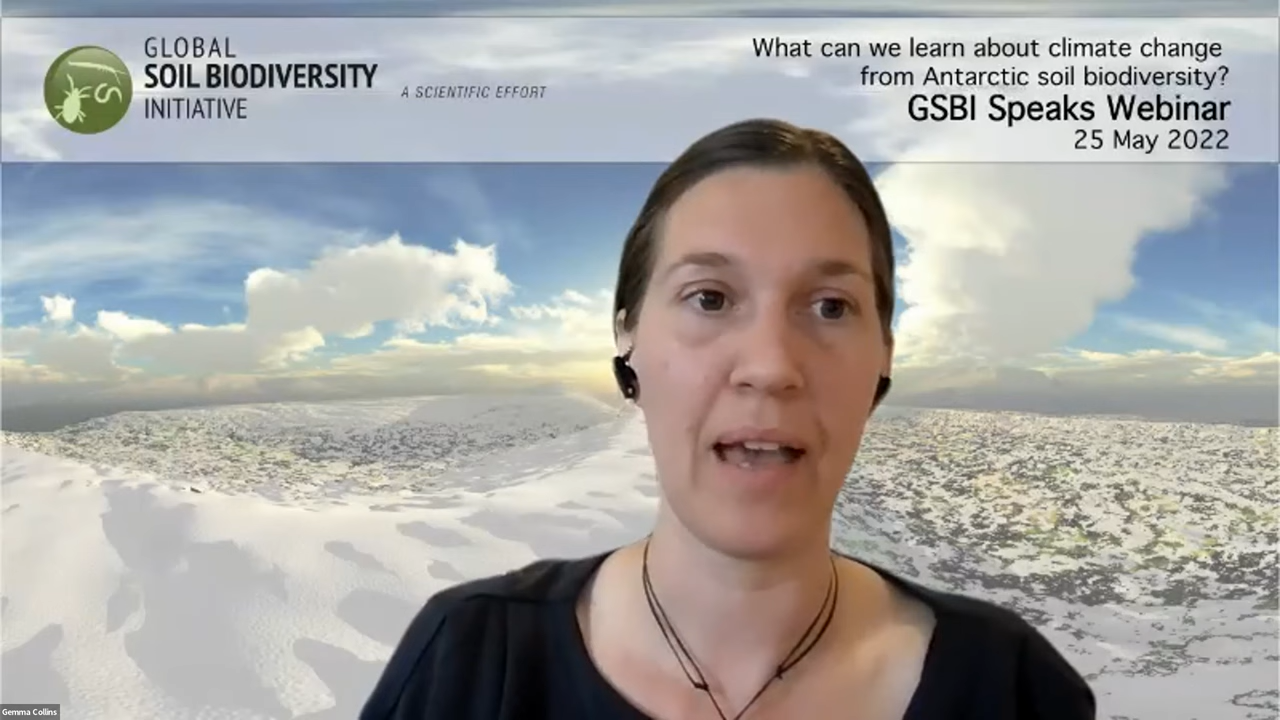 GLOBAL
SOIL BIODIVERSITY
INITIATIVE
A SCIENTIFIC EFFORT
What can we learn about climate change
from Antarctic soil biodiversity?
GSBI Speaks Webinar
25 May 2022
Gemma Collins